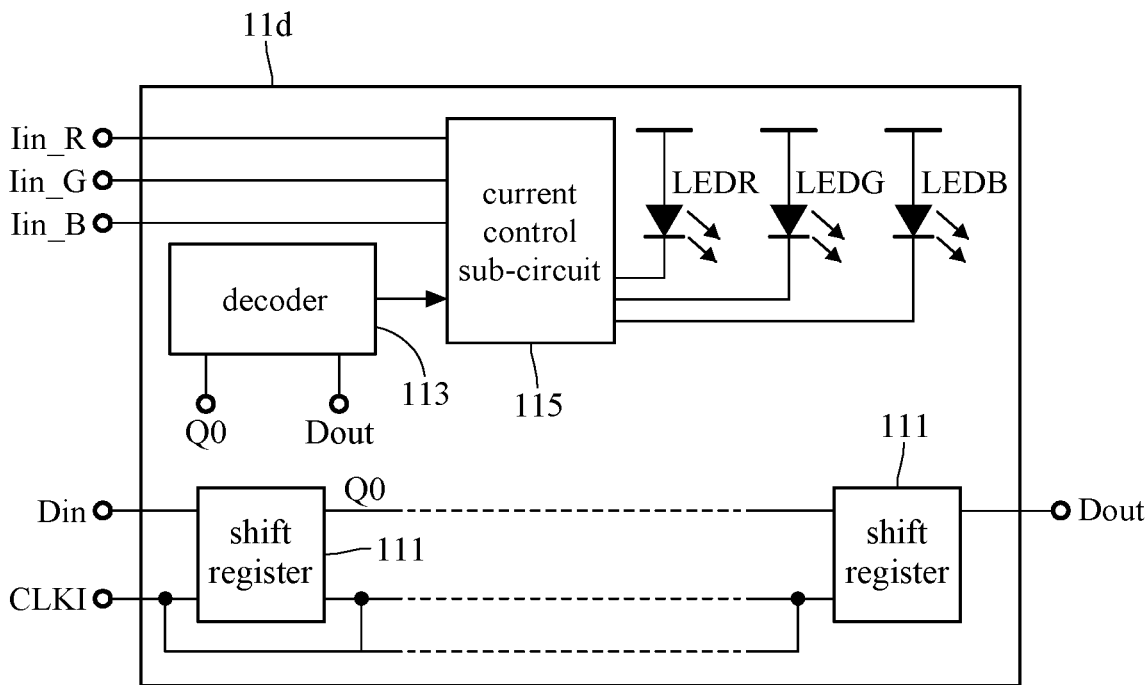 11d
Iin_R
Iin_G
Iin_B
current
control
sub-circuit
LEDR
LEDG
LEDB
decoder
113
115
Q0
Dout
111
Din
Q0
shift
register
111
shift
register
Dout
CLKI